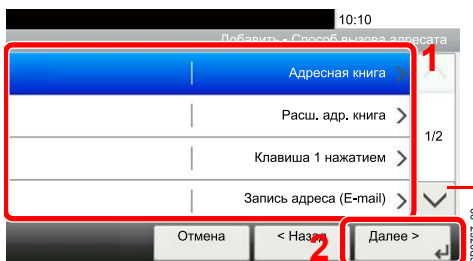 10:10
Добавить - Способ вызова адресата
1
Адресная книга
Расш. адр. книга
1/2
Клавиша 1 нажатием
Запись адреса (E-mail)
Отмена
< Назад
2
Далее >